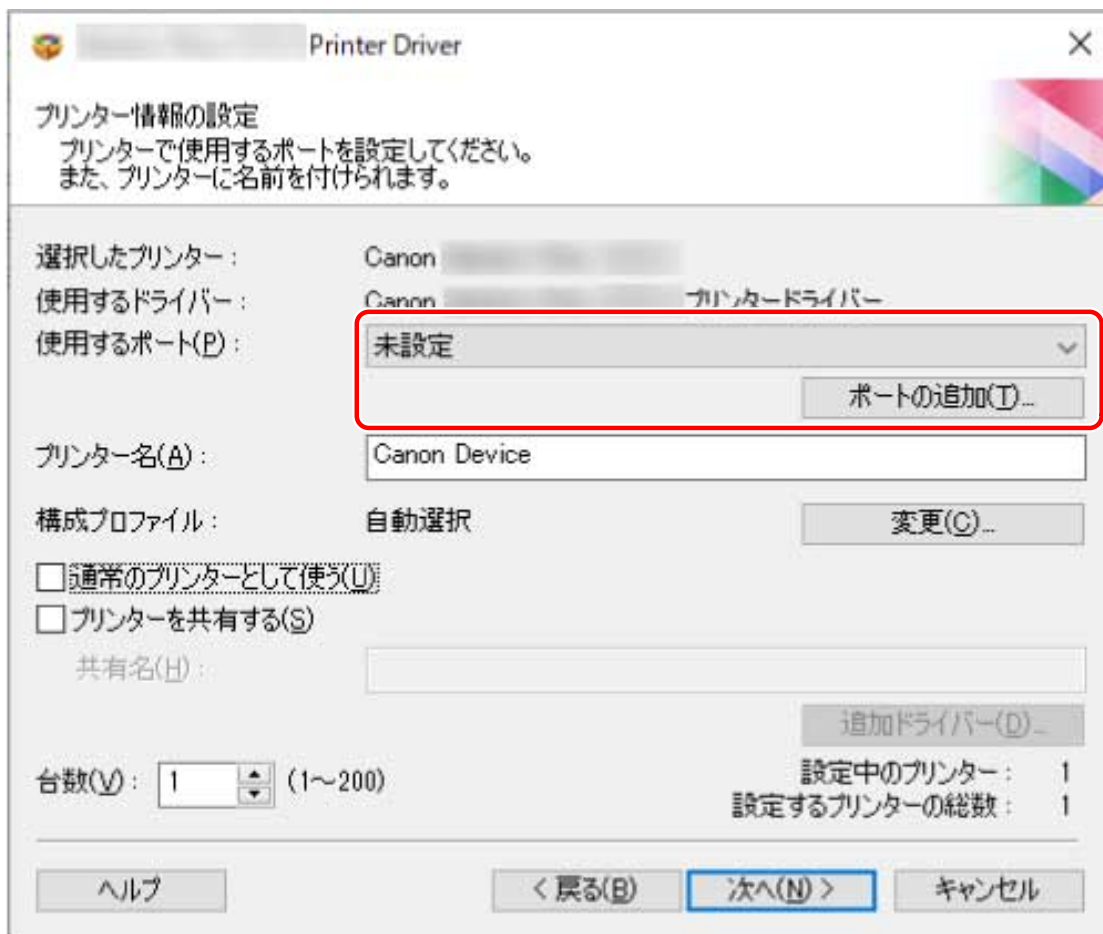 Printer Driver
プリンター情報の設定
プリンターで使用するポートを設定してください。
また、プリンターに名前を付けられます。
選択したプリンター： Canon
使用するドライバー： Canon プリンタードライバー
使用するポート(P)： 未設定
ポートの追加(T)...
プリンター名(A)： Canon Device
構成プロファイル： 自動選択 変更(C)...
通常のプリンターとして使う(U)
プリンターを共有する(S)
共有名(H)：
追加ドライバー(D)...
台数(V)： 1 (1～200)
設定中のプリンター： 1
設定するプリンターの総数： 1
ヘルプ < 戻る(B) 次へ(N) > キャンセル